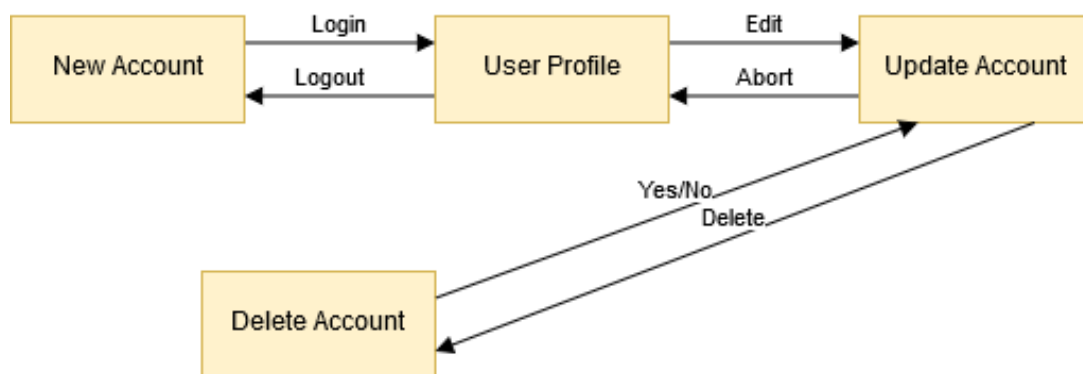 Login
Edit
New Account
User Profile
Update Account
Logout
Abort
Yes/No
Delete
Delete Account